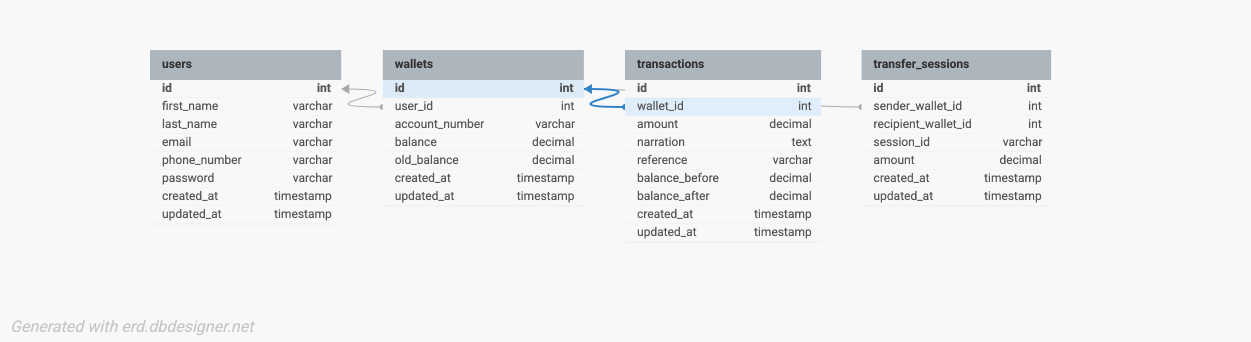 users
id int
first_name varchar
last_name varchar
email varchar
phone_number varchar
password varchar
created_at timestamp
updated_at timestamp
wallets
id int
user_id int
account_number varchar
balance decimal
old_balance decimal
created_at timestamp
updated_at timestamp
transactions
id int
wallet_id int
amount decimal
narration text
reference varchar
balance_before decimal
balance_after decimal
created_at timestamp
updated_at timestamp
transfer_sessions
id int
sender_wallet_id int
recipient_wallet_id int
session_id varchar
amount decimal
created_at timestamp
updated_at timestamp
Generated with erd.dbdesigner.net